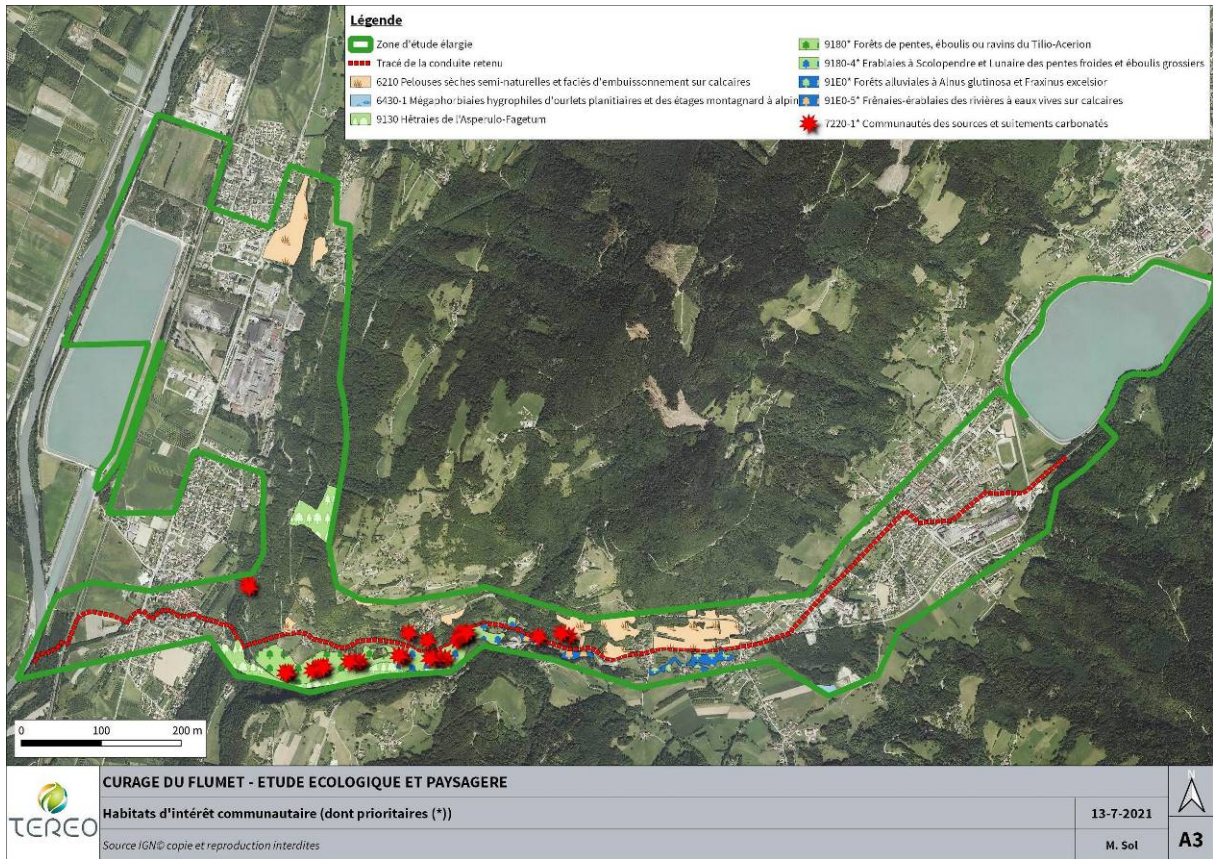 Légende
Zone d'étude élargie
Tracé de la conduite retenu
6210 Pelouses sèches semi-naturelles et faciès d'embuissonnement sur calcaires
6430-1 Mégaphorbiaies hygrophiles d'ourlets planitiaires et des étages montagnard à alpin
9130 Hêtraies de l'Asperulo-Fagetum
9180* Forêts de pentes, éboulis ou ravins du Tilio-Acerion
9180-4* Erablaies à Scolopendre et Lunaire des pentes froides et éboulis grossiers
91E0* Forêts alluviales à Alnus glutinosa et Fraxinus excelsior
91E0-5* Frênaies-érablaies des rivières à eaux vives sur calcaires
7220-1* Communautés des sources et suitements carbonatés
0 100 200 m
TEREO
CURAGE DU FLUMET - ETUDE ECOLOGIQUE ET PAYSAGERE
Habitats d'intérêt communautaire (dont prioritaires (*))
13-7-2021
Source IGN© copie et reproduction interdites
M. Sol
N
A3